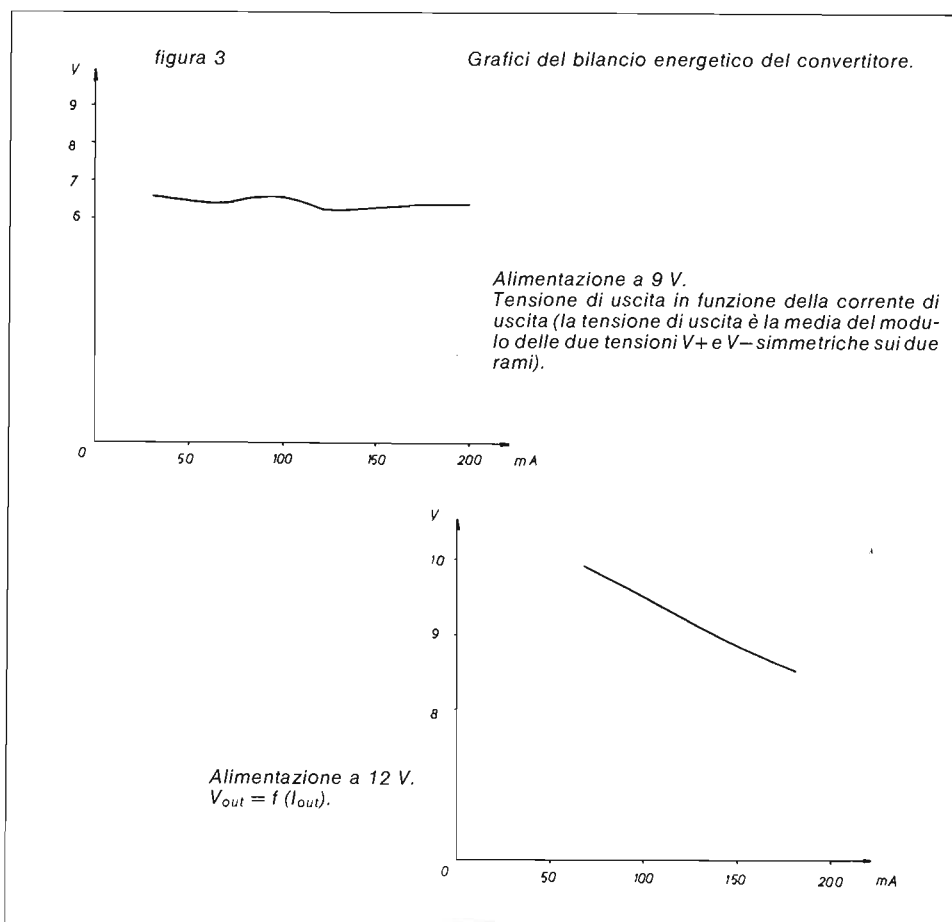 figura 3
Grafici del bilancio energetico del convertitore.
V
9
8
7
6
0
50
100
150
200
mA
Alimentazione a 9 V.
Tensione di uscita in funzione della corrente di
uscita (la tensione di uscita è la media del modu-
lo delle due tensioni V+ e V− simmetriche sui due
rami).
V
10
9
8
0
50
100
150
200
mA
Alimentazione a 12 V.
Vout = f (Iout).